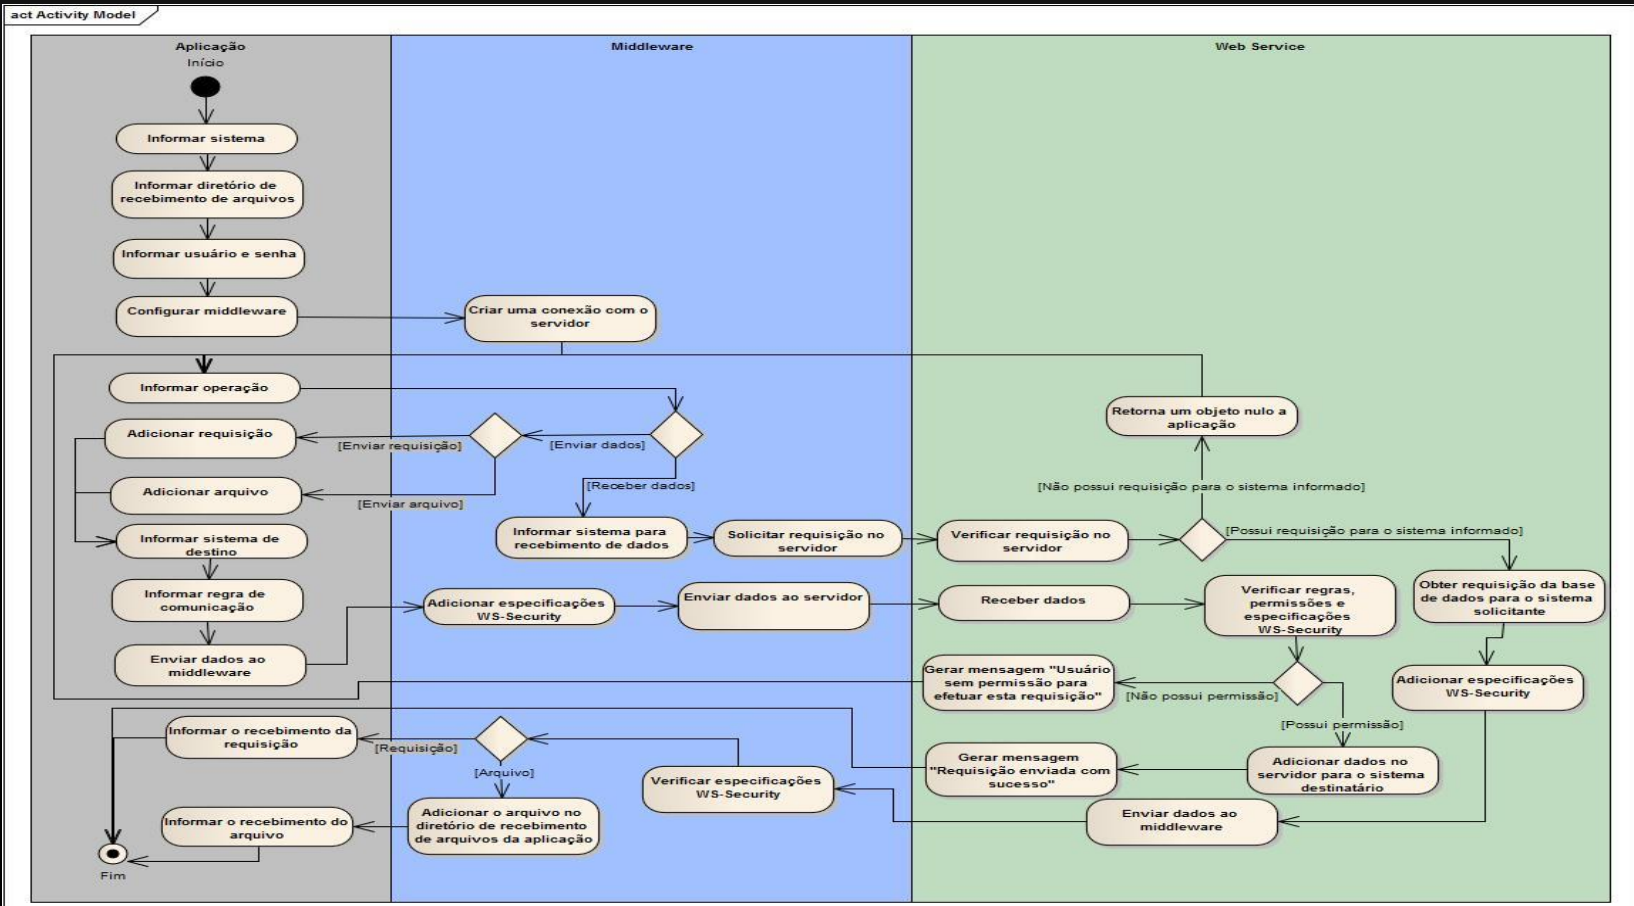 act Activity Model
Aplicação
Middleware
Web Service
Início
Informar sistema
Informar diretório de
recebimento de arquivos
Informar usuário e senha
Configurar middleware
Criar uma conexão com o
servidor
Informar operação
Adicionar requisição
[Enviar requisição]
[Enviar dados]
Retorna um objeto nulo a
aplicação
Adicionar arquivo
[Enviar arquivo]
[Receber dados]
[Não possui requisição para o sistema informado]
[Possui requisição para o sistema informado]
Informar sistema de
destino
Informar sistema para
recebimento de dados
Solicitar requisição no
servidor
Verificar requisição no
servidor
Informar regra de
comunicação
Adicionar especificações
WS-Security
Enviar dados ao servidor
Receber dados
Verificar regras,
permissões e
especificações
WS-Security
Obter requisição da base
de dados para o sistema
solicitante
Enviar dados ao
middleware
Gerar mensagem "Usuário
sem permissão para
efetuar esta requisição"
[Não possui permissão]
Adicionar especificações
WS-Security
[Possui permissão]
Informar o recebimento da
requisição
[Requisição]
[Arquivo]
Verificar especificações
WS-Security
Gerar mensagem
"Requisição enviada com
sucesso"
Adicionar dados no
servidor para o sistema
destinatário
Informar o recebimento do
arquivo
Adicionar o arquivo no
diretório de recebimento
de arquivos da aplicação
Enviar dados ao
middleware
Fim